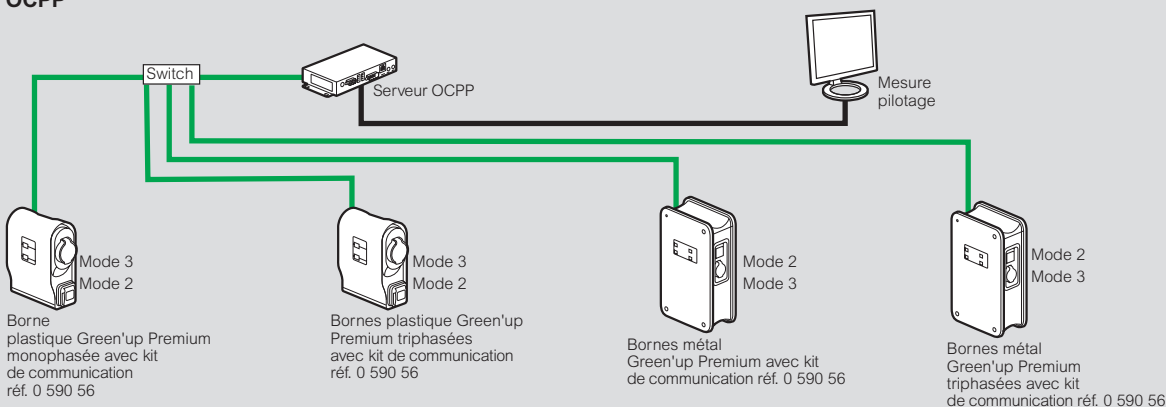 OCPP
Switch
Serveur OCPP
Mesure
pilotage
Mode 3
Mode 2
Borne
plastique Green'up Premium
monophasée avec kit
de communication
réf. 0 590 56
Mode 3
Mode 2
Bornes plastique Green'up
Premium triphasées
avec kit de communication
réf. 0 590 56
Mode 2
Mode 3
Bornes métal
Green'up Premium avec kit
de communication réf. 0 590 56
Mode 2
Mode 3
Bornes métal
Green'up Premium
triphasées avec kit
de communication réf. 0 590 56